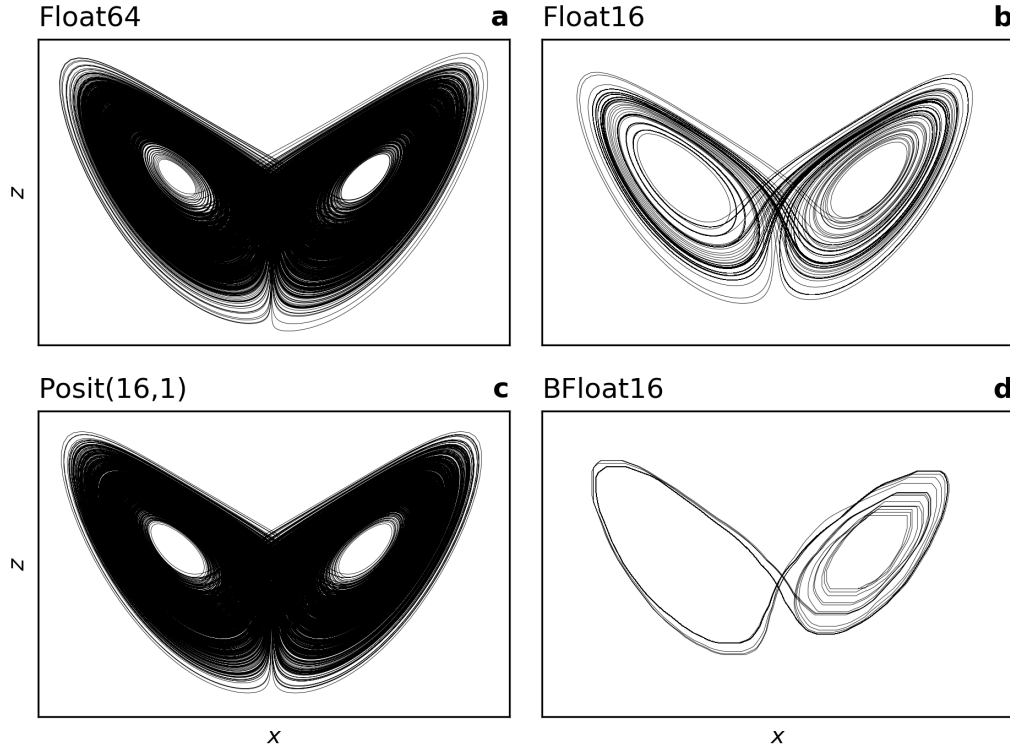 Float64 a
Float16 b
z
Posit(16,1) c
BFloat16 d
z
x
x